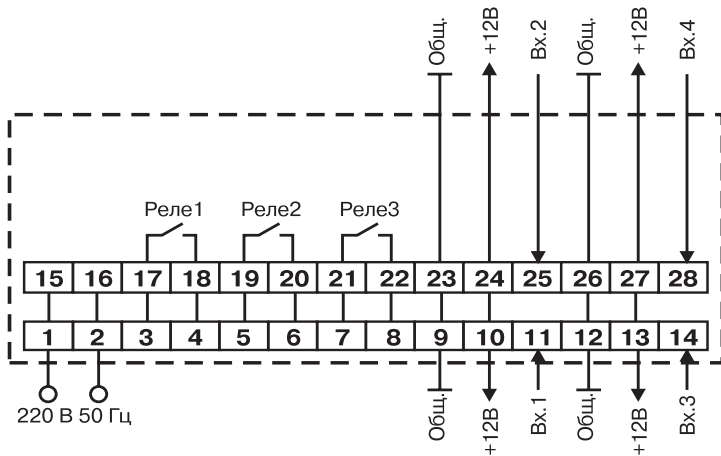 Общ.
+12В
Вх.2
Общ.
+12В
Вх.4
Реле1
Реле2
Реле3
15 16 17 18 19 20 21 22 23 24 25 26 27 28
1 2 3 4 5 6 7 8 9 10 11 12 13 14
220 В 50 Гц
Общ.
+12В
Вх.1
Общ.
+12В
Вх.3